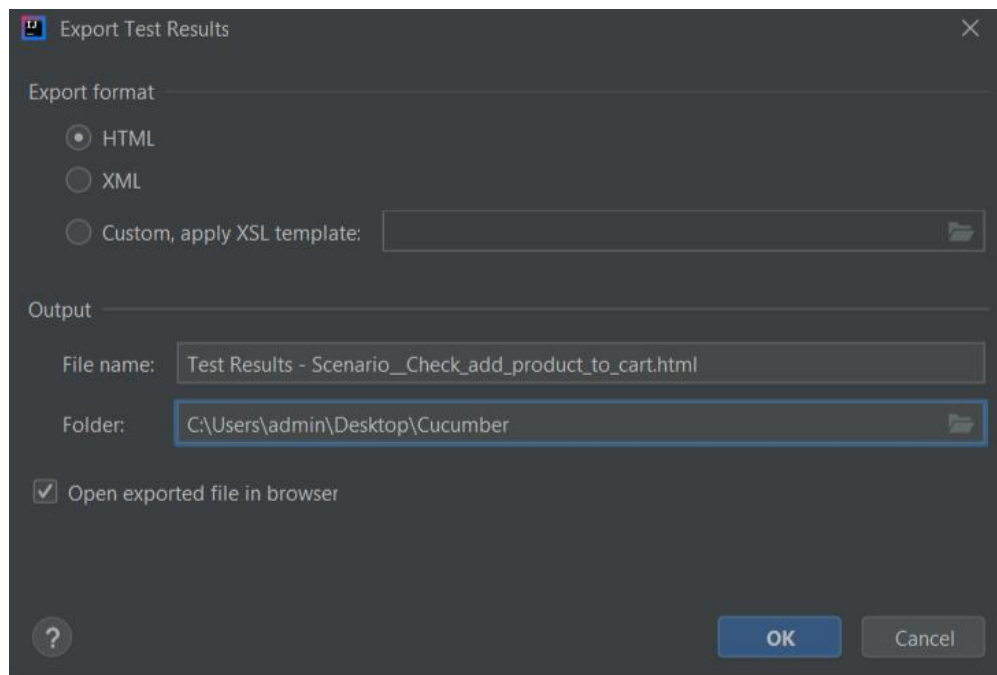 IJ
Export Test Results
Export format
HTML
XML
Custom, apply XSL template:
Output
File name: Test Results - Scenario__Check_add_product_to_cart.html
Folder: C:\Users\admin\Desktop\Cucumber
Open exported file in browser
? OK Cancel